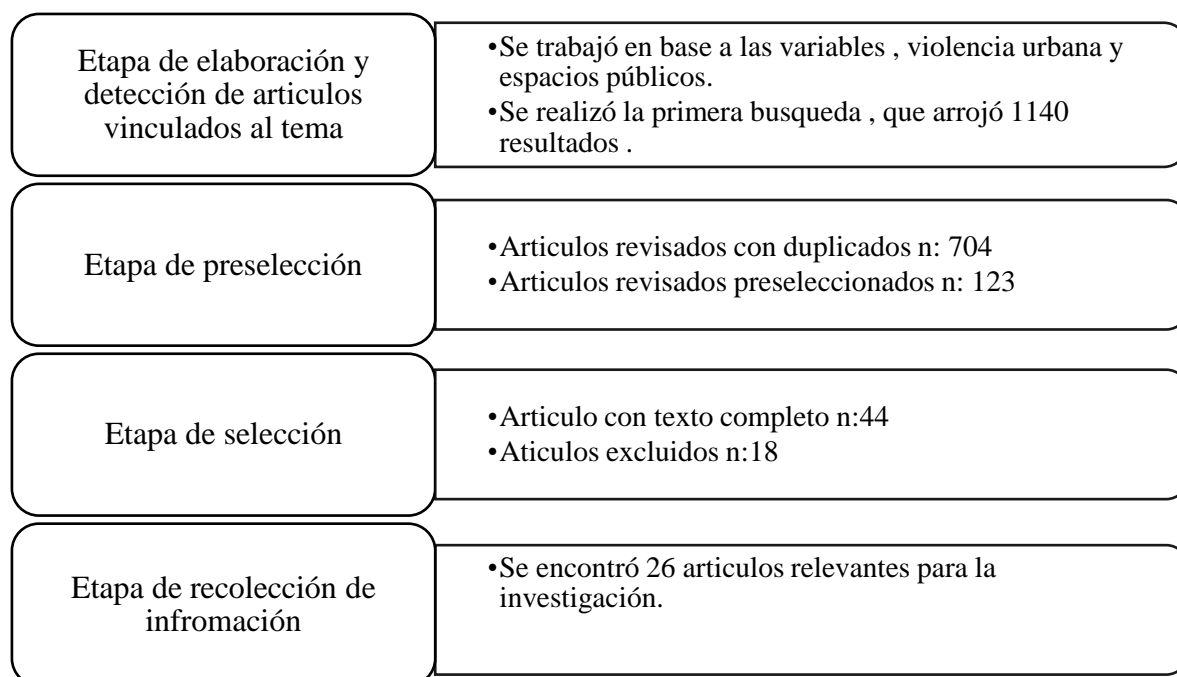 Etapa de elaboración y
detección de articulos
vinculados al tema
•Se trabajó en base a las variables , violencia urbana y
espacios públicos.
•Se realizó la primera busqueda , que arrojó 1140
resultados .
Etapa de preselección
•Articulos revisados con duplicados n: 704
•Articulos revisados preseleccionados n: 123
Etapa de selección
•Articulo con texto completo n:44
•Aticulos excluidos n:18
Etapa de recolección de
infromación
•Se encontró 26 articulos relevantes para la
investigación.